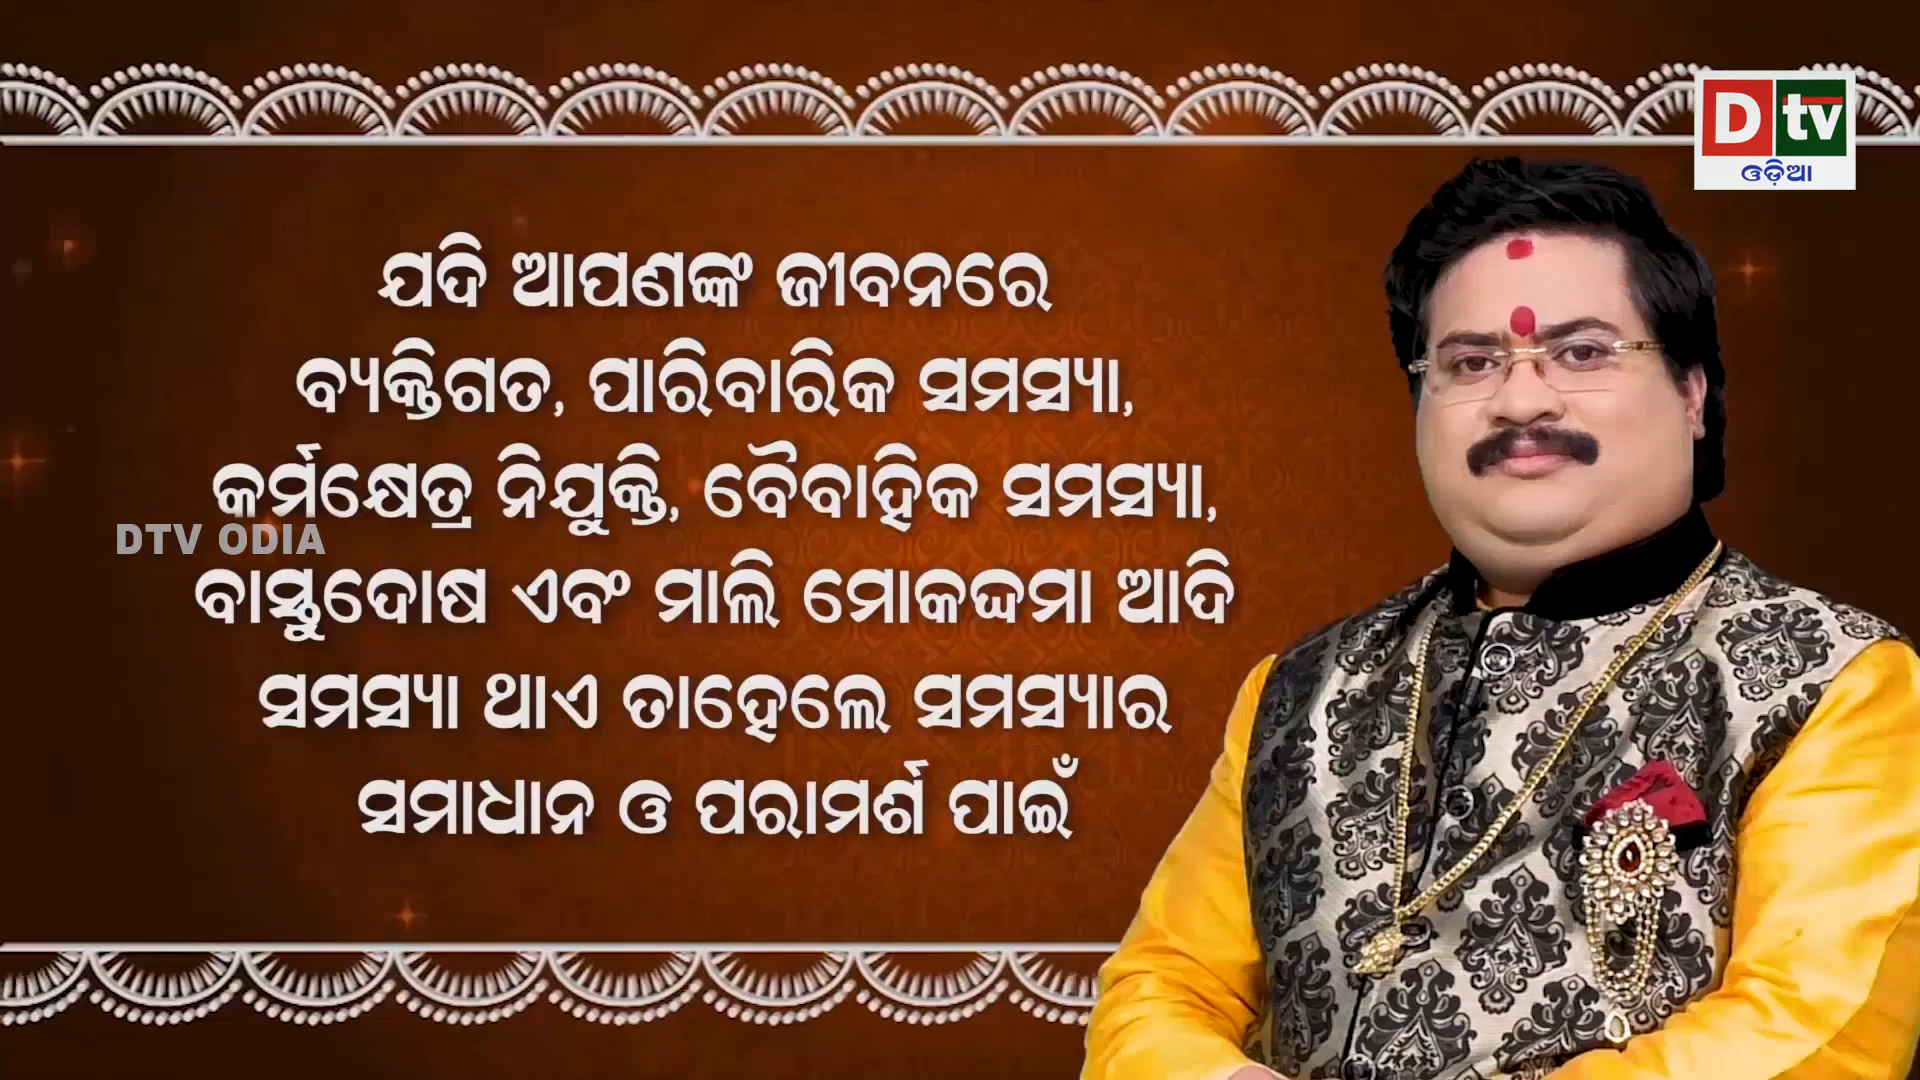 D tv
ଓଡ଼ିଆ
ଯଦି ଆପଣଙ୍କ ଜୀବନରେ
ବ୍ୟକ୍ତିଗତ, ପାରିବାରିକ ସମସ୍ୟା,
କର୍ମକ୍ଷେତ୍ର ନିଯୁକ୍ତି, ବୈବାହିକ ସମସ୍ୟା,
DTV ODIA
ବାସ୍ତୁଦୋଷ ଏବଂ ମାଲି ମୋକଦ୍ଦମା ଆଦି
ସମସ୍ୟା ଥାଏ ତାହେଲେ ସମସ୍ୟାର
ସମାଧାନ ଓ ପରାମର୍ଶ ପାଇଁ